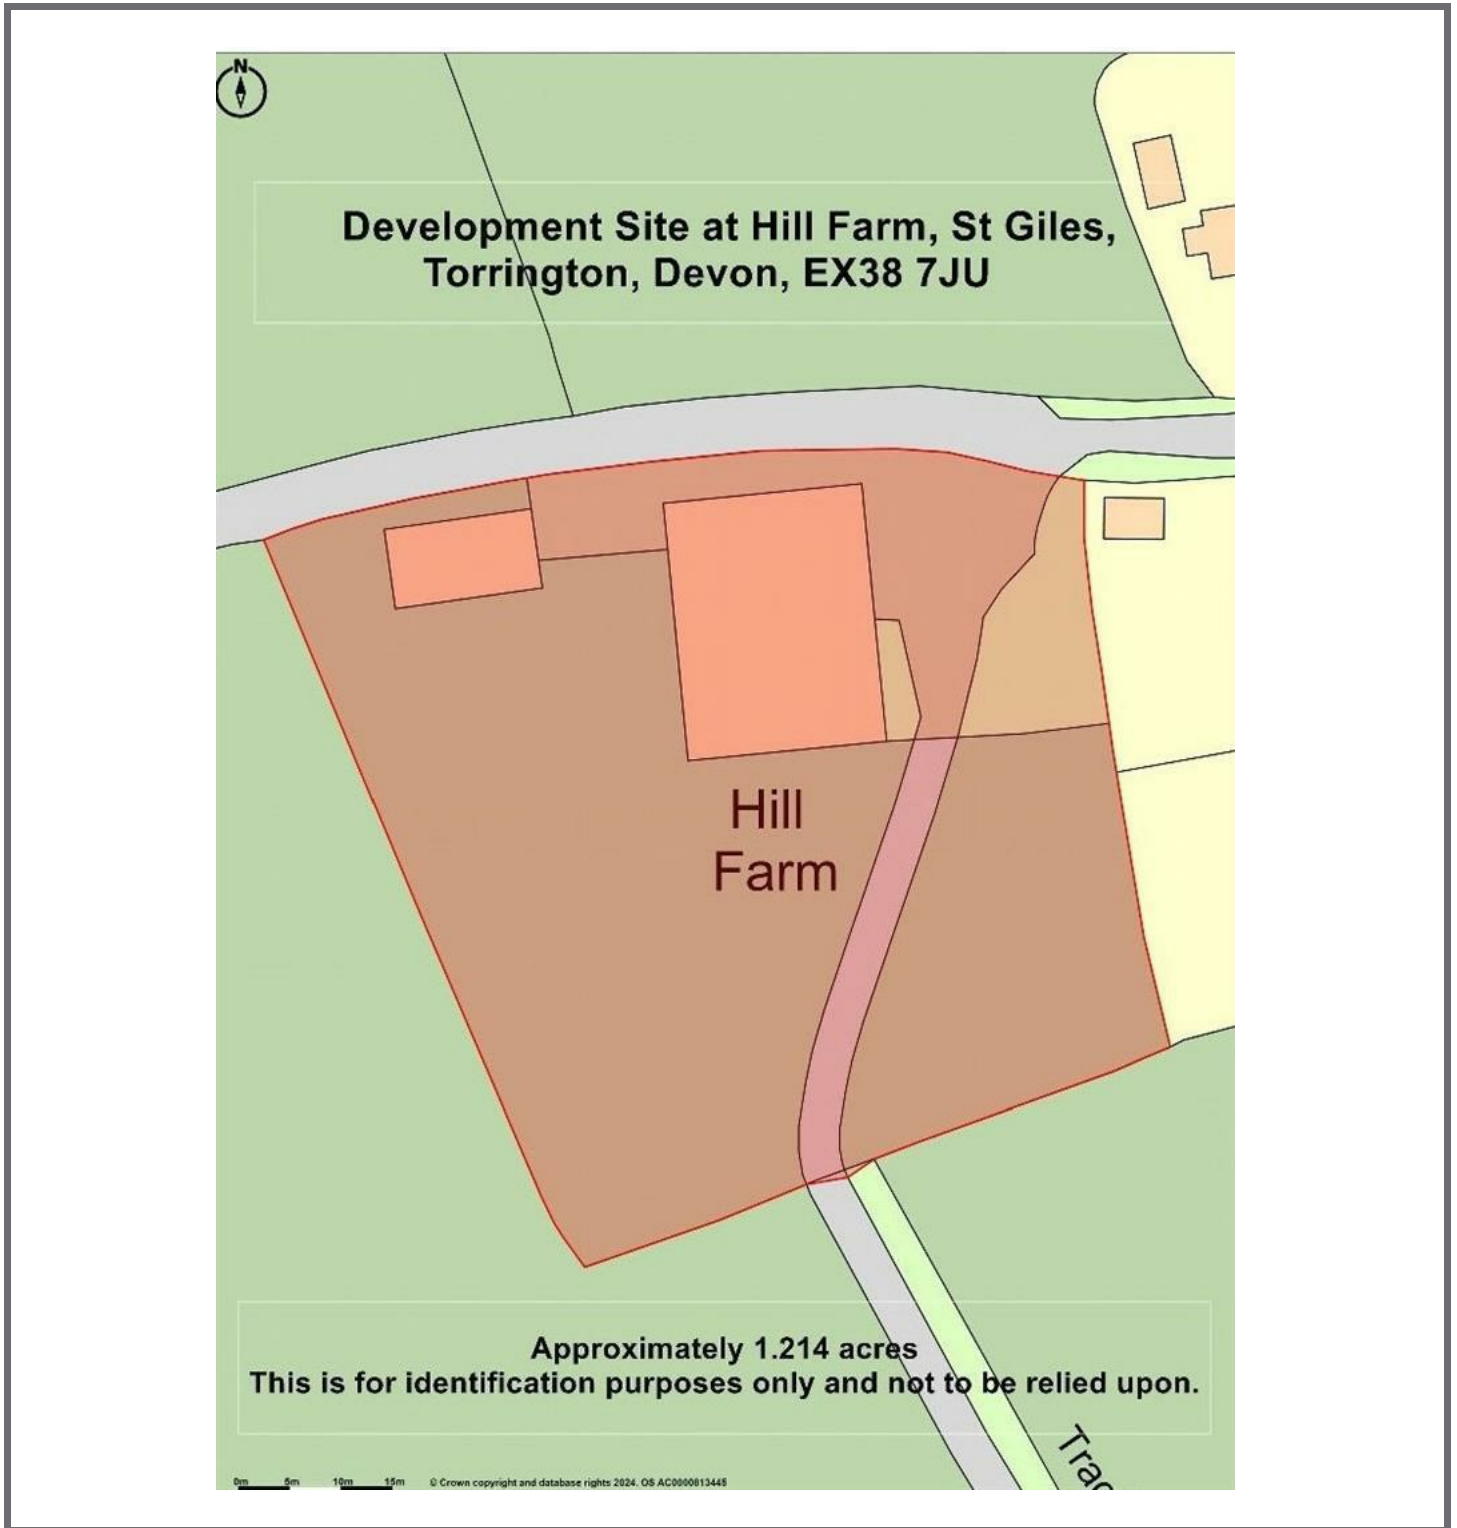 N
Development Site at Hill Farm, St Giles,
Torrington, Devon, EX38 7JU
Hill
Farm
Approximately 1.214 acres
This is for identification purposes only and not to be relied upon.
Trac
0m 5m 10m 15m
© Crown copyright and database rights 2024. OS AC0000813445